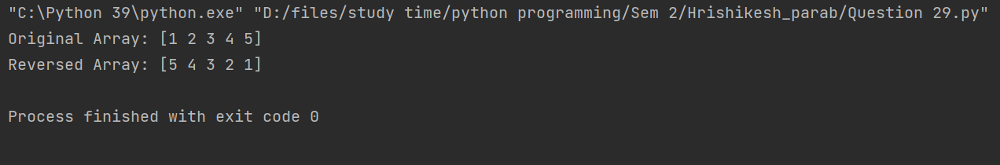 "C:\Python 39\python.exe" "D:/files/study time/python programming/Sem 2/Hrishikesh_parab/Question 29.py"
Original Array: [1 2 3 4 5]
Reversed Array: [5 4 3 2 1]
Process finished with exit code 0